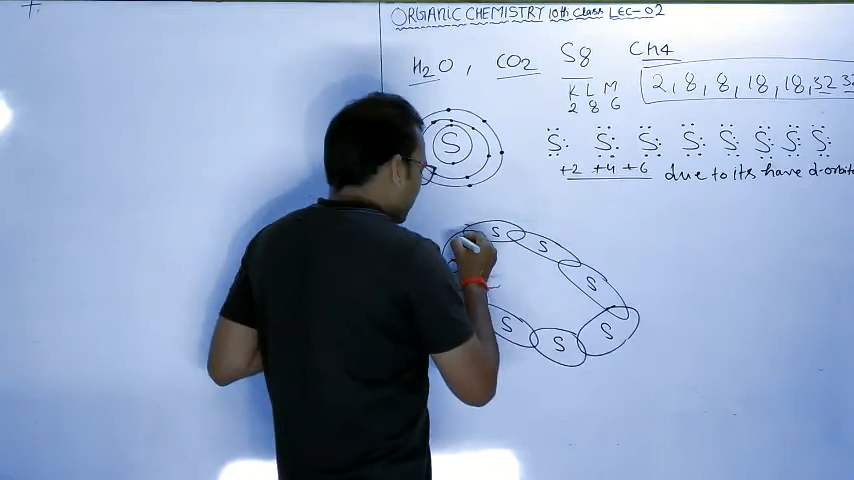 ORGANIC CHEMISTRY 10th Class LEC-02
H2O, CO2 S8 CH4
K L M
2 8 6
2, 8, 8, 18, 18, 32 32
S
S S S S S S S S
+2 +4 +6 due to its have d-orbit
S S S S S S S